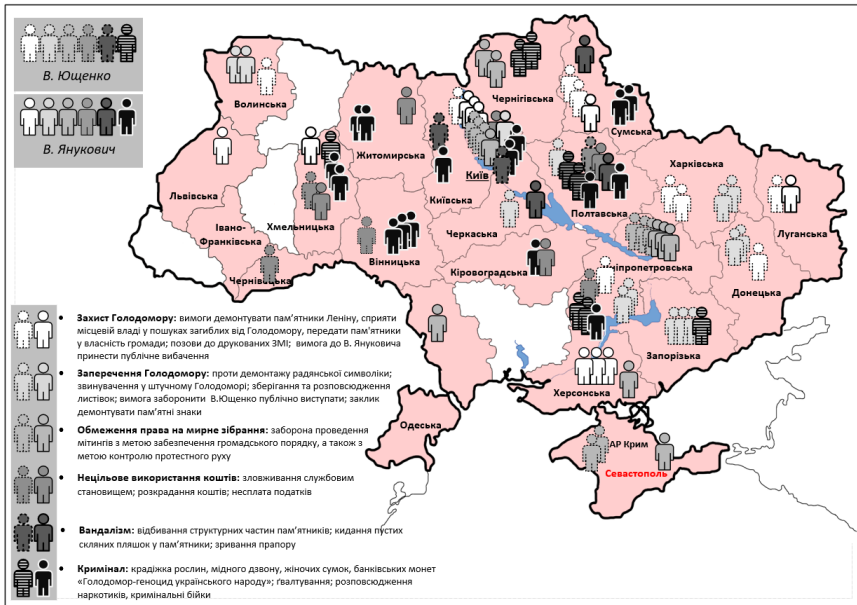 В. Ющенко
В. Янукович
Волинська
Житомирська
Чернігівська
Сумська
Київ
Київська
Львівська
Івано-
Франківська
Хмельницька
Чернівецька
Вінницька
Черкаська
Полтавська
Харківська
Луганська
Кіровоградська
Дніпропетровська
Донецька
Запорізька
Херсонська
Одеська
АР Крим
Севастополь
• Захист Голодомору: вимоги демонтувати пам'ятники Леніну, сприяти
місцевій владі у пошуках загиблих від Голодомору, передати пам'ятники
у власність громади; позови до друкованих ЗМІ; вимога до В. Януковича
принести публічне вибачення
• Заперечення Голодомору: проти демонтажу радянської символіки;
звинувачення у штучному Голодоморі; зберігання та розповсюдження
листівок; вимога заборонити В.Ющенко публічно виступати; заклик
демонтувати пам'ятні знаки
• Обмеження права на мирне зібрання: заборона проведення
мітингів з метою забезпечення громадського порядку, а також з
метою контролю протестного руху
• Нецільове використання коштів: зловживання службовим
становищем; розкрадання коштів; несплата податків
• Вандалізм: відбивання структурних частин пам'ятників; кидання пустих
скляних пляшок у пам'ятники; зривання прапору
• Кримінал: крадіжка рослин, мідного дзвону, жіночих сумок, банківських монет
«Голодомор-геноцид українського народу»; ґвалтування; розповсюдження
наркотиків, кримінальні бійки